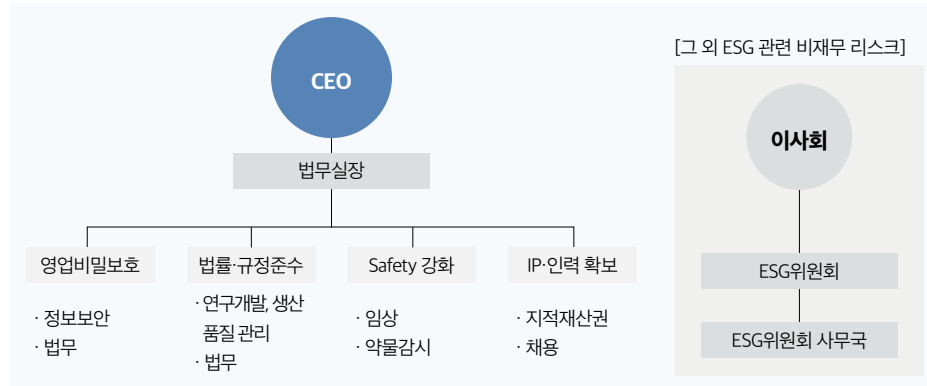 CEO
법무실장
영업비밀보호
· 정보보안
· 법무
법률·규정준수
· 연구개발, 생산
품질 관리
· 법무
Safety 강화
· 임상
· 약물감시
IP·인력 확보
· 지적재산권
· 채용
[그 외 ESG 관련 비재무 리스크]
이사회
ESG위원회
ESG위원회 사무국